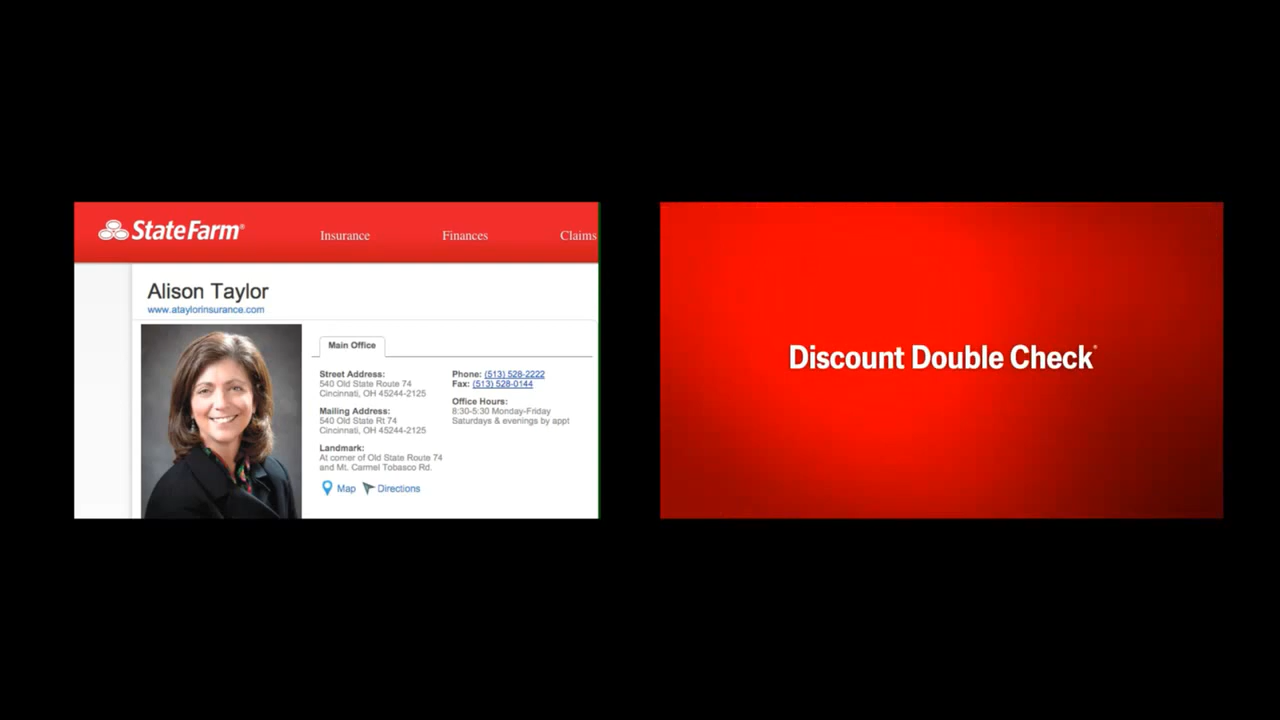 StateFarm®
Insurance Finances Claims
Alison Taylor
www.ataylorinsurance.com
Main Office
Street Address:
540 Old State Route 74
Cincinnati, OH 45244-2125
Mailing Address:
540 Old State Rt 74
Cincinnati, OH 45244-2125
Landmark:
At corner of Old State Route 74
and Mt. Carmel Tobasco Rd.
Map Directions
Phone: (513) 528-2222
Fax: (513) 528-0144
Office Hours:
8:30-5:30 Monday-Friday
Saturdays & evenings by appt
Discount Double Check®